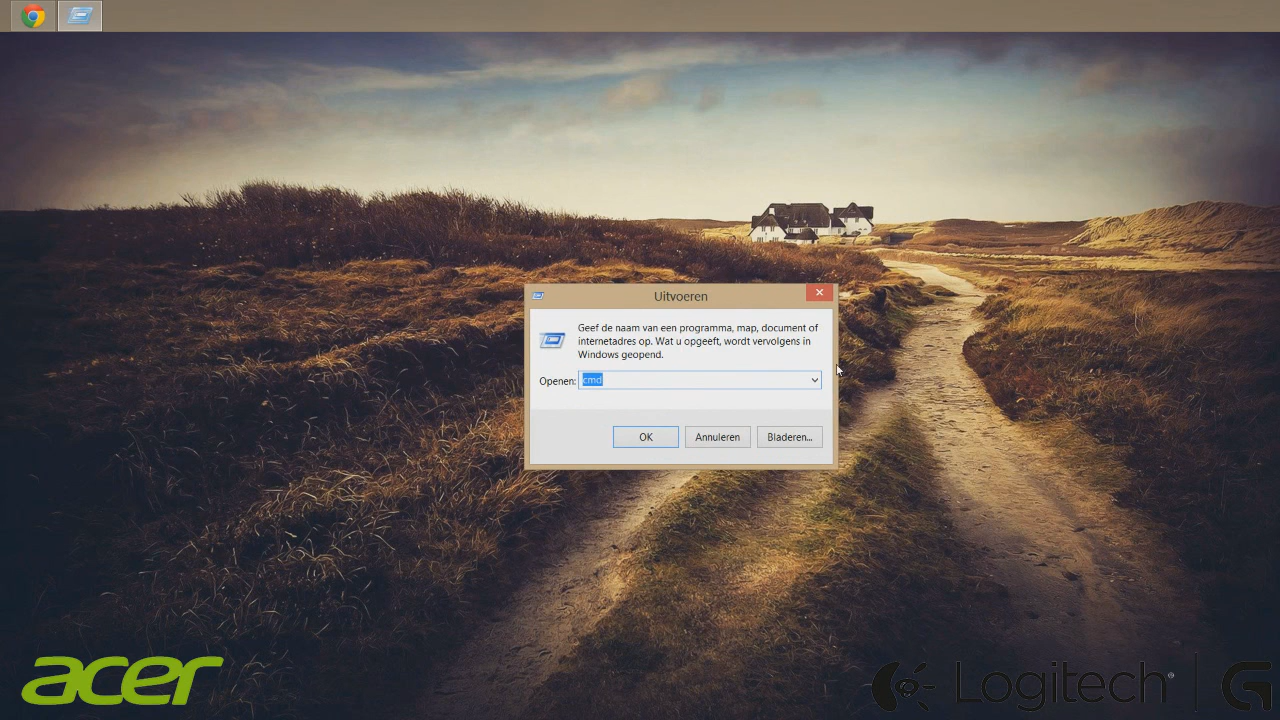 Uitvoeren
Geef de naam van een programma, map, document of
internetadres op. Wat u opgeeft, wordt vervolgens in
Windows geopend.
Openen: cmd
OK Annuleren Bladeren...
acer
Logitech® | G